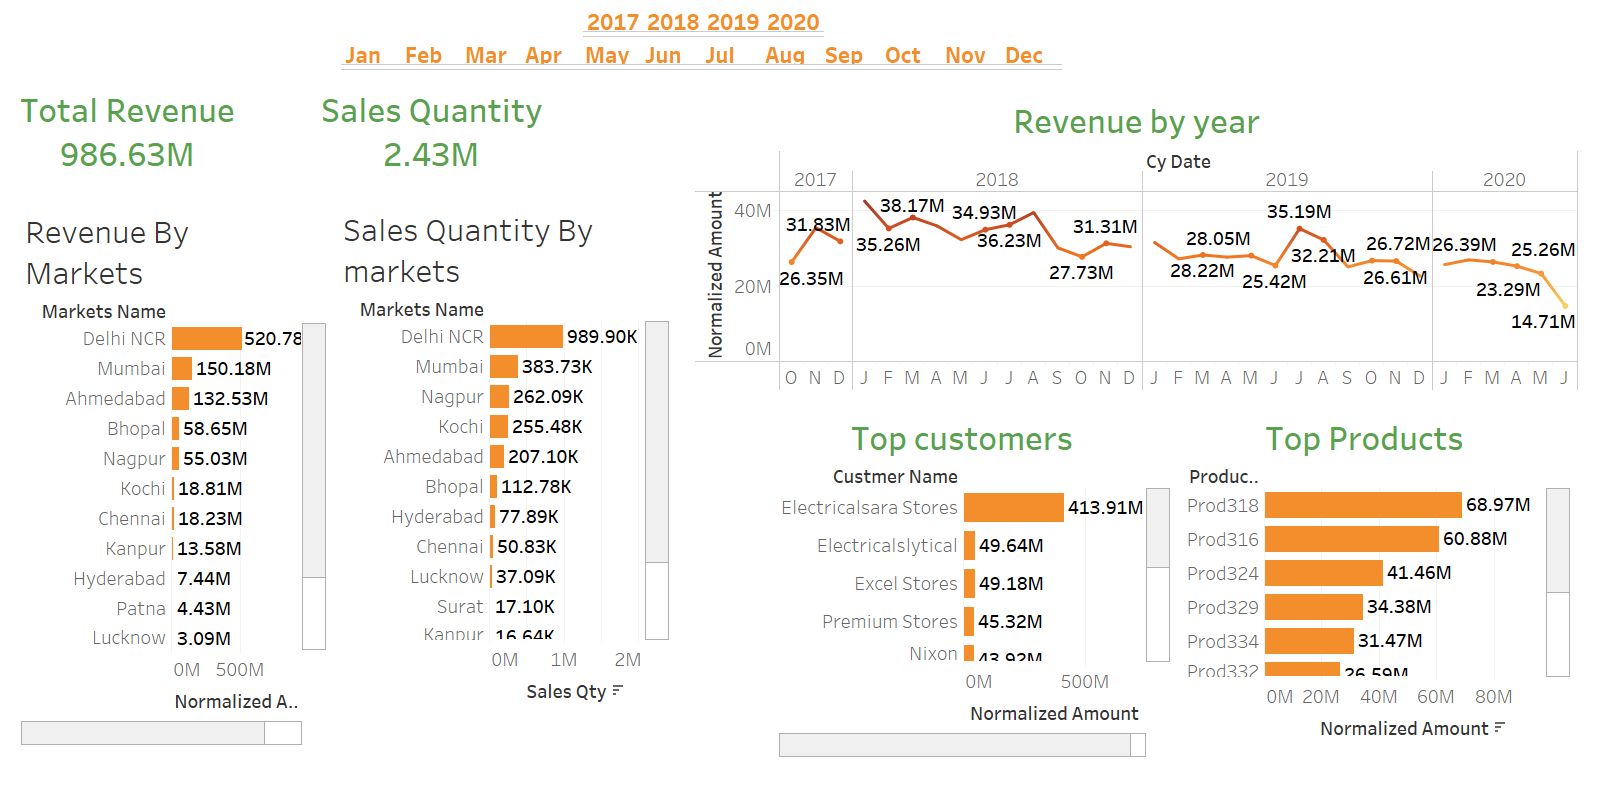 2017 2018 2019 2020
Jan Feb Mar Apr May Jun Jul Aug Sep Oct Nov Dec
Total Revenue
986.63M
Sales Quantity
2.43M
Revenue By
Markets
Markets Name
Delhi NCR 520.78
Mumbai 150.18M
Ahmedabad 132.53M
Bhopal 58.65M
Nagpur 55.03M
Kochi 18.81M
Chennai 18.23M
Kanpur 13.58M
Hyderabad 7.44M
Patna 4.43M
Lucknow 3.09M
0M 500M
Normalized A..
Sales Quantity By
markets
Markets Name
Delhi NCR 989.90K
Mumbai 383.73K
Nagpur 262.09K
Kochi 255.48K
Ahmedabad 207.10K
Bhopal 112.78K
Hyderabad 77.89K
Chennai 50.83K
Lucknow 37.09K
Surat 17.10K
Kanpur 16.64K
0M 1M 2M
Sales Qty
Revenue by year
Cy Date
2017 2018 2019 2020
Normalized Amount
40M
20M
0M
26.35M 31.83M
35.26M 38.17M 34.93M 36.23M 27.73M 31.31M
28.22M 28.05M 25.42M 35.19M 32.21M 26.61M 26.72M
26.39M 23.29M 25.26M 14.71M
O N D J F M A M J J A S O N D J F M A M J J A S O N D J F M A M J
Top customers
Custmer Name
Electricalsara Stores 413.91M
Electricalslytical 49.64M
Excel Stores 49.18M
Premium Stores 45.32M
Nixon 43.92M
0M 500M
Normalized Amount
Top Products
Produc..
Prod318 68.97M
Prod316 60.88M
Prod324 41.46M
Prod329 34.38M
Prod334 31.47M
Prod332 26.59M
0M 20M 40M 60M 80M
Normalized Amount